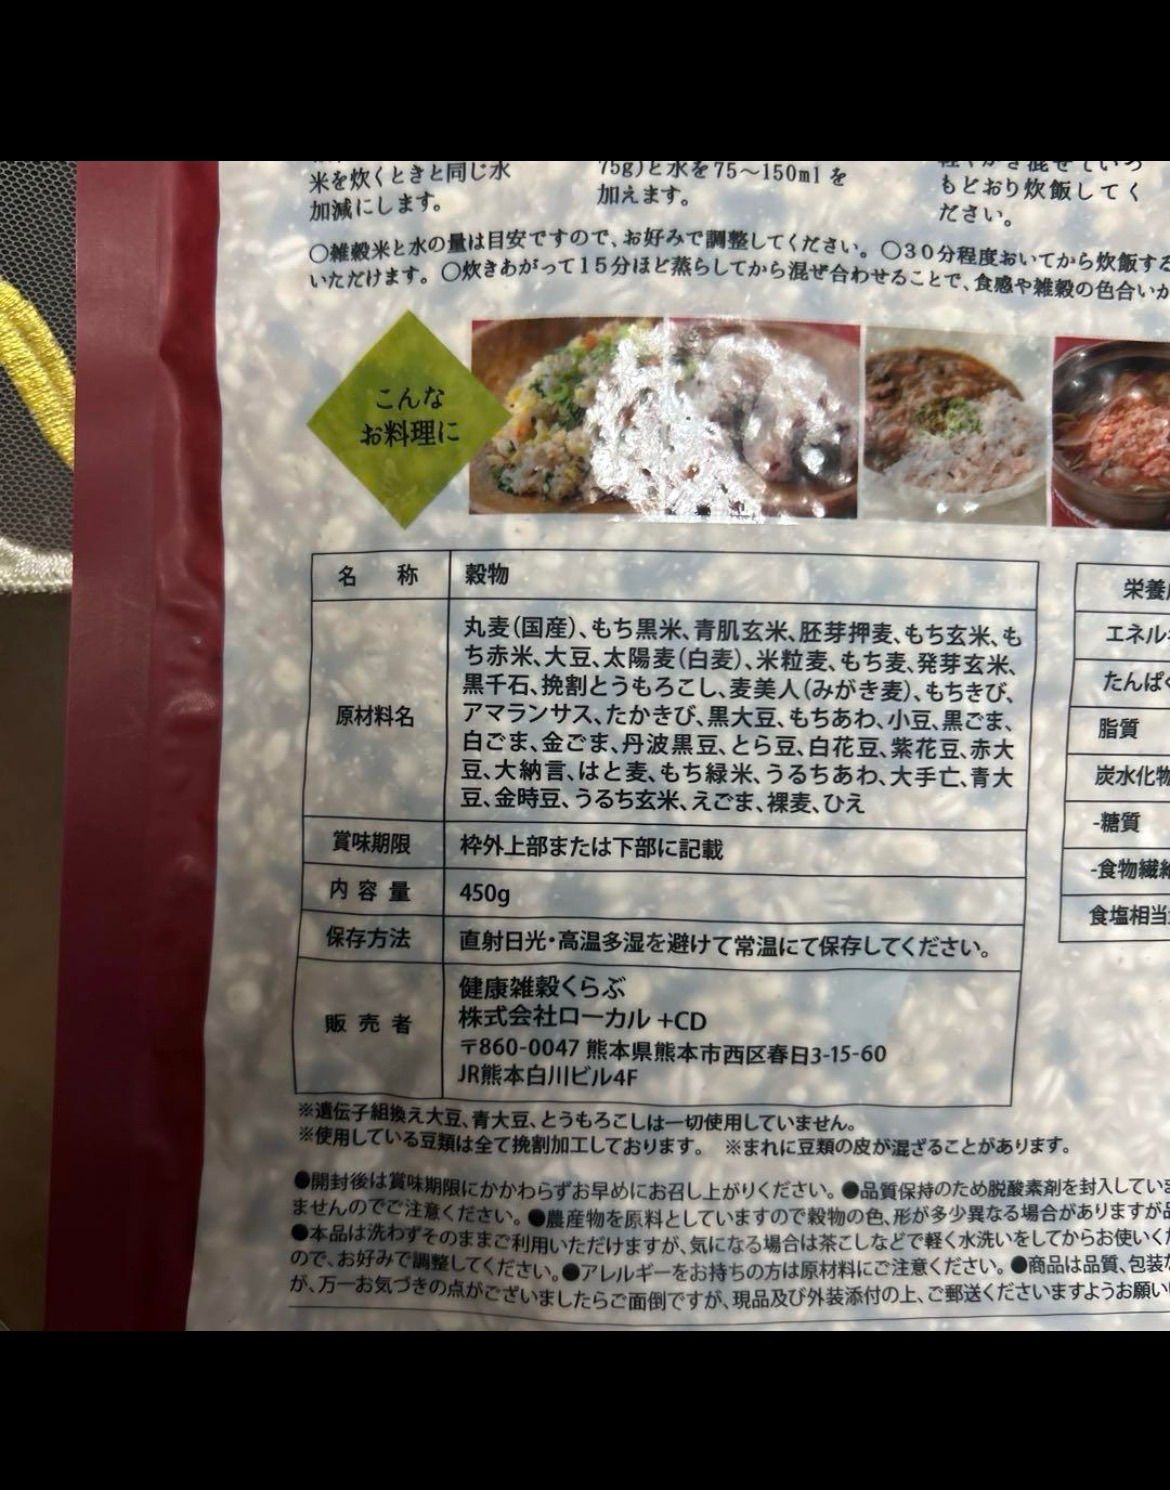 米を炊くときと同じ水
加減にします。
75g)と水を75〜150mlを
加えます。
もどおり炊飯してく
ださい。
○雑穀米と水の量は目安ですので、お好みで調整してください。○30分程度おいてから炊飯する
いただけます。○炊きあがって15分ほど蒸らしてから混ぜ合わせることで、食感や雑穀の色合いが
こんな
お料理に
名 称 穀物
原材料名
丸麦(国産)、もち黒米、青肌玄米、胚芽押麦、もち玄米、も
ち赤米、大豆、太陽麦(白麦)、米粒麦、もち麦、発芽玄米、
黒千石、挽割とうもろこし、麦美人(みがき麦)、もちきび、
アマランサス、たかきび、黒大豆、もちあわ、小豆、黒ごま、
白ごま、金ごま、丹波黒豆、とら豆、白花豆、紫花豆、赤大
豆、大納言、はと麦、もち緑米、うるちあわ、大手亡、青大
豆、金時豆、うるち玄米、えごま、裸麦、ひえ
賞味期限 枠外上部または下部に記載
内容量 450g
保存方法 直射日光・高温多湿を避けて常温にて保存してください。
販売者
健康雑穀くらぶ
株式会社ローカル +CD
〒860-0047 熊本県熊本市西区春日3-15-60
JR熊本白川ビル4F
栄養
エネル
たんぱ
脂質
炭水化物
-糖質
-食物繊
食塩相当
※遺伝子組換え大豆、青大豆、とうもろこしは一切使用していません。
※使用している豆類は全て挽割加工しております。 ※まれに豆類の皮が混ざることがあります。
●開封後は賞味期限にかかわらずお早めにお召し上がりください。●品質保持のため脱酸素剤を封入してい
ませんのでご注意ください。●農産物を原料としていますので穀物の色、形が多少異なる場合がありますが
●本品は洗わずそのままご利用いただけますが、気になる場合は茶こしなどで軽く水洗いをしてからお使いく
ので、お好みで調整してください。●アレルギーをお持ちの方は原材料にご注意ください。●商品は品質、包装
が、万一お気づきの点がございましたらご面倒ですが、現品及び外装添付の上、ご郵送くださいますようお願い